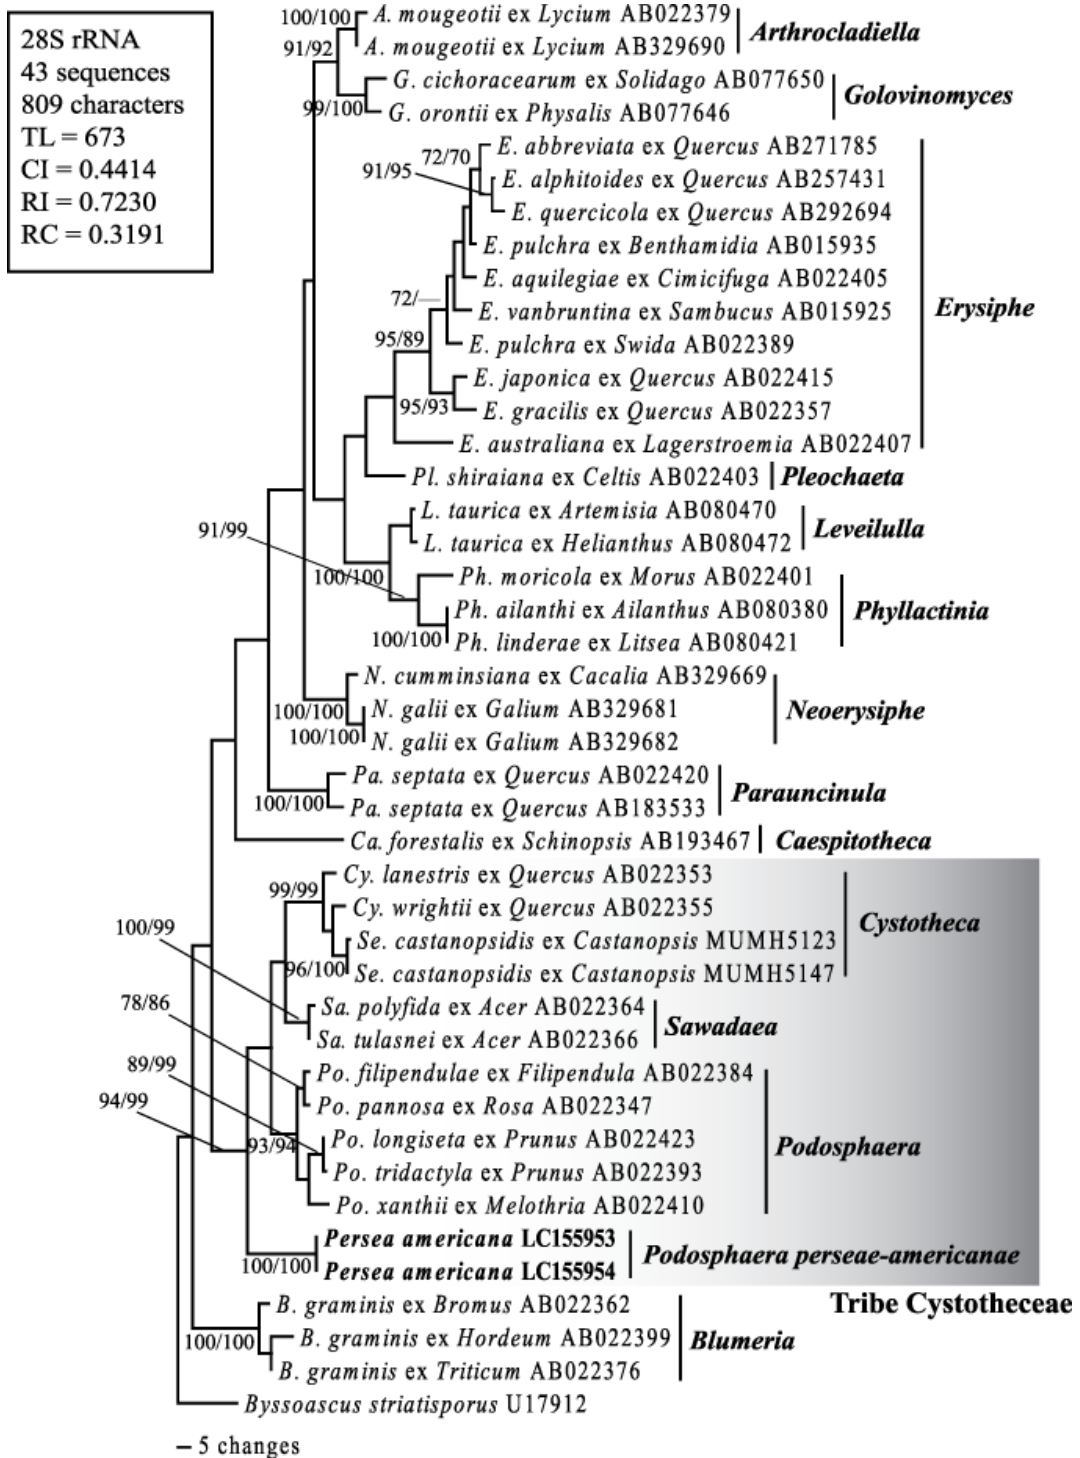 28S rRNA
43 sequences
809 characters
TL = 673
CI = 0.4414
RI = 0.7230
RC = 0.3191
100/100
A. mougeotii ex Lycium AB022379
91/92
A. mougeotii ex Lycium AB329690
Arthrocladiella
G. cichoracearum ex Solidago AB077650
99/100
G. orontii ex Physalis AB077646
Golovinomyces
72/70
E. abbreviata ex Quercus AB271785
91/95
E. alphitoides ex Quercus AB257431
E. quercicola ex Quercus AB292694
E. pulchra ex Benthamidia AB015935
E. aquilegiae ex Cimicifuga AB022405
72/—
E. vanbruntina ex Sambucus AB015925
Erysiphe
95/89
E. pulchra ex Swida AB022389
E. japonica ex Quercus AB022415
95/93
E. gracilis ex Quercus AB022357
E. australiana ex Lagerstroemia AB022407
Pl. shiraiana ex Celtis AB022403
Pleochaeta
L. taurica ex Artemisia AB080470
91/99
L. taurica ex Helianthus AB080472
Leveilulla
100/100
Ph. moricola ex Morus AB022401
Ph. ailanthi ex Ailanthus AB080380
Phyllactinia
100/100
Ph. linderae ex Litsea AB080421
N. cumminsiana ex Cacalia AB329669
100/100
N. galii ex Galium AB329681
Neoerysiphe
100/100
N. galii ex Galium AB329682
Pa. septata ex Quercus AB022420
100/100
Pa. septata ex Quercus AB183533
Parauncinula
Ca. forestalis ex Schinopsis AB193467
Caespitotheca
99/99
Cy. lanestris ex Quercus AB022353
Cy. wrightii ex Quercus AB022355
Cystotheca
100/99
Se. castanopsidis ex Castanopsis MUMH5123
96/100
Se. castanopsidis ex Castanopsis MUMH5147
78/86
Sa. polyfida ex Acer AB022364
Sa. tulasnei ex Acer AB022366
Sawadaea
89/99
Po. filipendulae ex Filipendula AB022384
94/99
Po. pannosa ex Rosa AB022347
93/94
Po. longiseta ex Prunus AB022423
Podosphaera
Po. tridactyla ex Prunus AB022393
Po. xanthii ex Melothria AB022410
Persea americana LC155953
Podosphaera perseae-americanae
100/100
Persea americana LC155954
Tribe Cystotheceae
B. graminis ex Bromus AB022362
100/100
B. graminis ex Hordeum AB022399
Blumeria
B. graminis ex Triticum AB022376
Byssoascus striatisporus U17912
5 changes